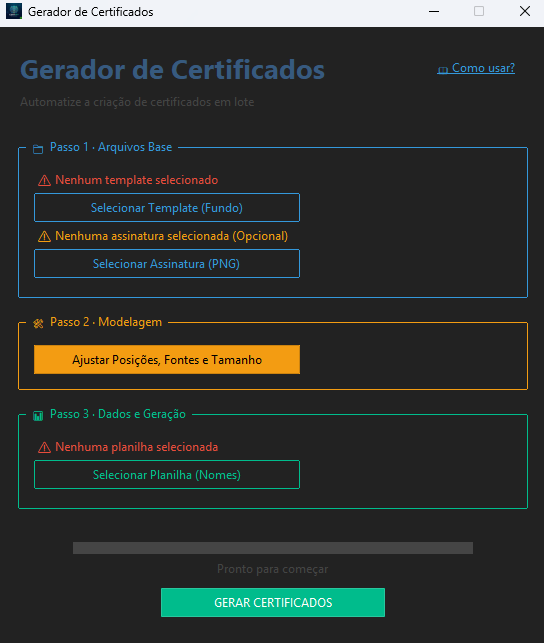 Gerador de Certificados
Gerador de Certificados
Como usar?
Automatize a criação de certificados em lote
Passo 1 · Arquivos Base
Nenhum template selecionado
Selecionar Template (Fundo)
Nenhuma assinatura selecionada (Opcional)
Selecionar Assinatura (PNG)
Passo 2 · Modelagem
Ajustar Posições, Fontes e Tamanho
Passo 3 · Dados e Geração
Nenhuma planilha selecionada
Selecionar Planilha (Nomes)
Pronto para começar
GERAR CERTIFICADOS